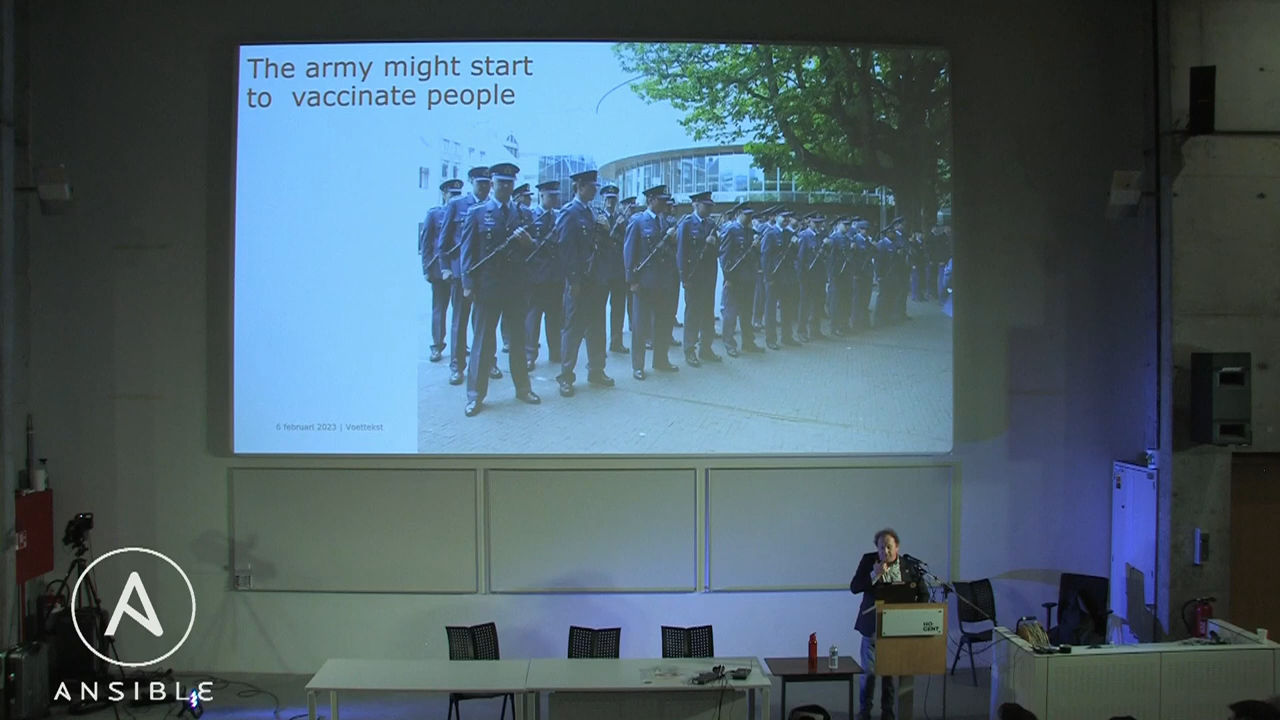 The army might start
to vaccinate people
6 februari 2023 | Voettekst
HO
GENT
ANSIBLE